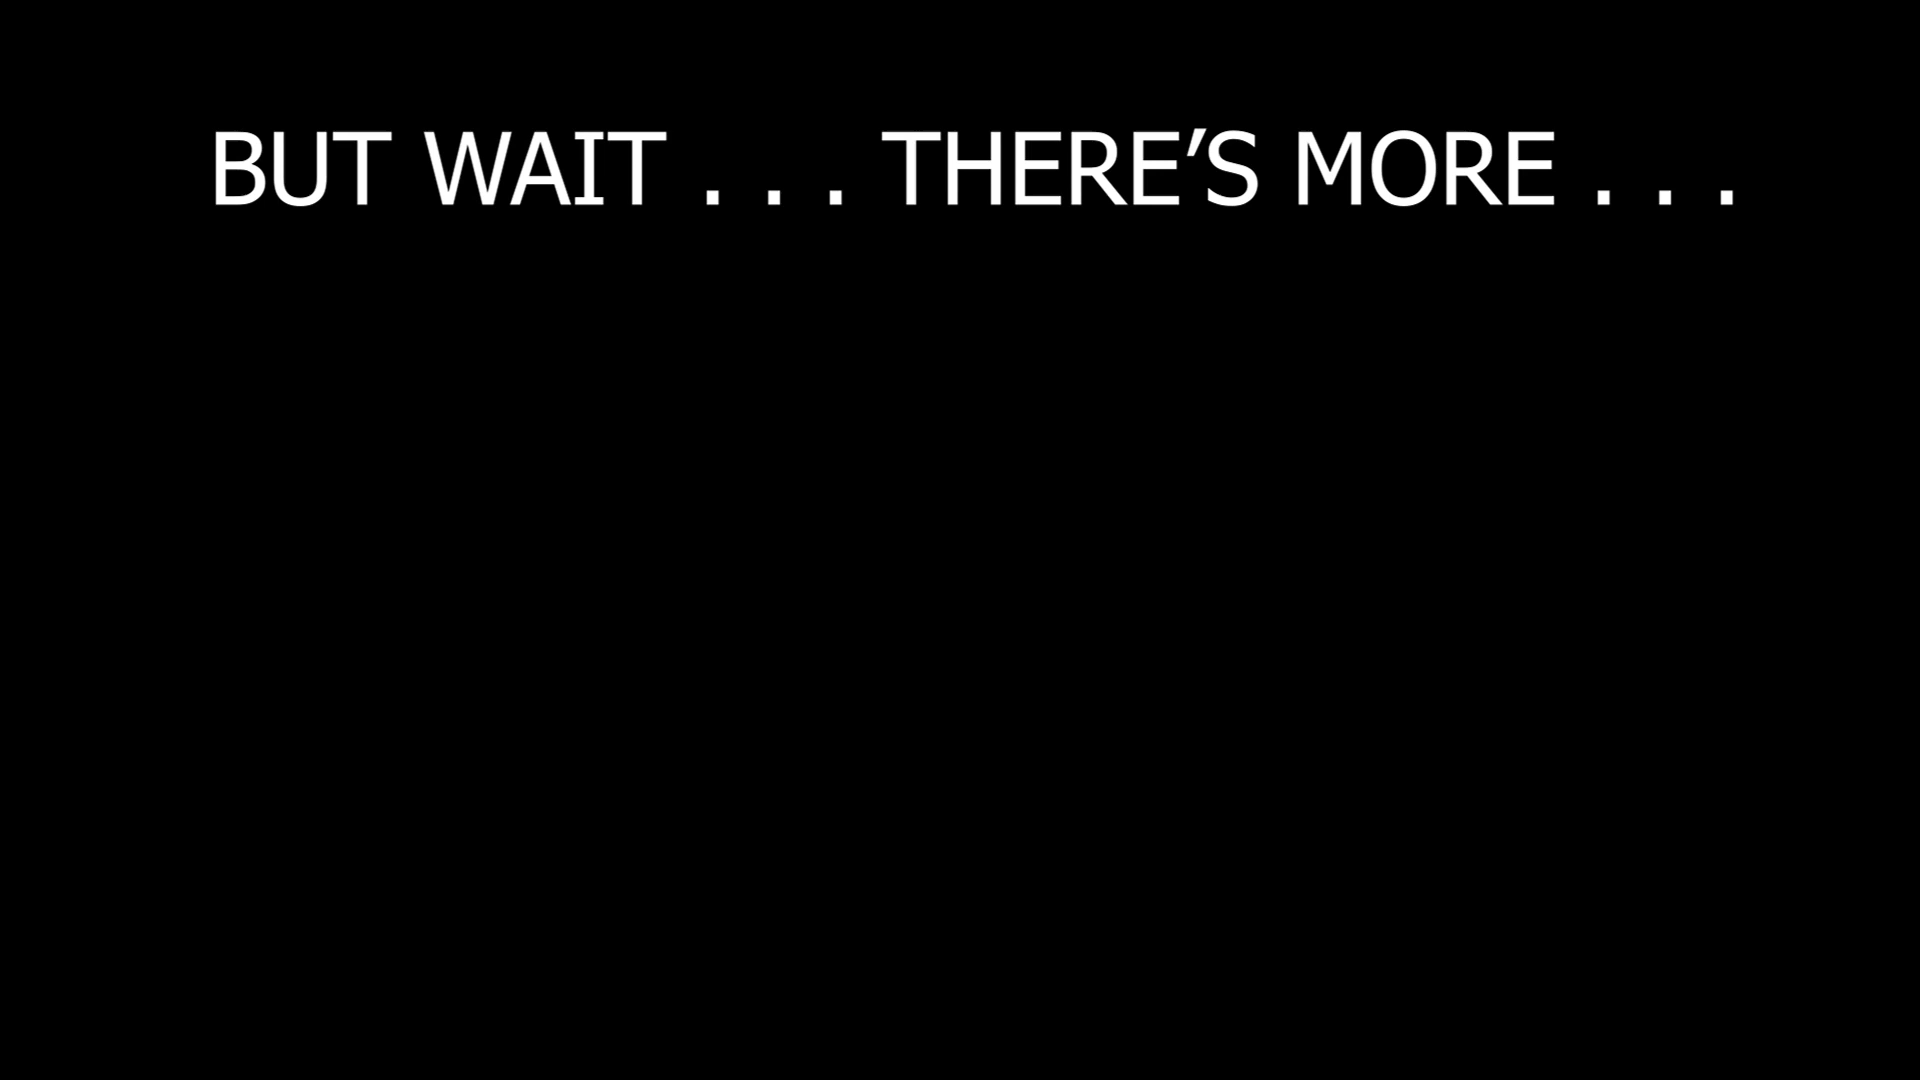 BUT WAIT . . . THERE’S MORE . . .